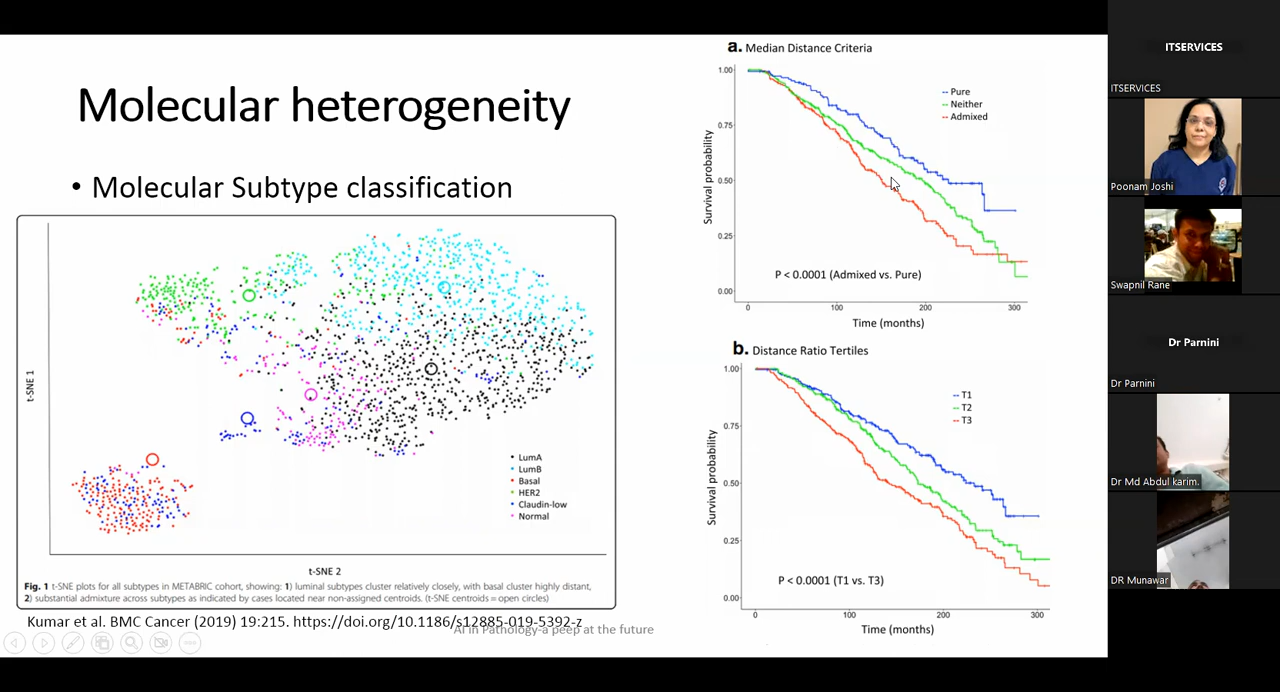 Molecular heterogeneity
• Molecular Subtype classification
t-SNE 1
LumA
LumB
Basal
HER2
Claudin-low
Normal
t-SNE 2
Fig. 1 t-SNE plots for all subtypes in METABRIC cohort, showing: 1) luminal subtypes cluster relatively closely, with basal cluster highly distant,
2) substantial admixture across subtypes as indicated by cases located near non-assigned centroids. (t-SNE centroids = open circles)
Kumar et al. BMC Cancer (2019) 19:215. https://doi.org/10.1186/s12885-019-5392-z
AI in Pathology-a peep at the future
a. Median Distance Criteria
1.00
0.75
0.50
0.25
0.00
Survival probability
Pure
Neither
Admixed
P < 0.0001 (Admixed vs. Pure)
0 100 200 300
Time (months)
b. Distance Ratio Tertiles
1.00
0.75
0.50
0.25
0.00
Survival probability
T1
T2
T3
P < 0.0001 (T1 vs. T3)
0 100 200 300
Time (months)
ITSERVICES
ITSERVICES
Poonam Joshi
Swapnil Rane
Dr Parnini
Dr Parnini
Dr Md Abdul karim.
DR Munawar